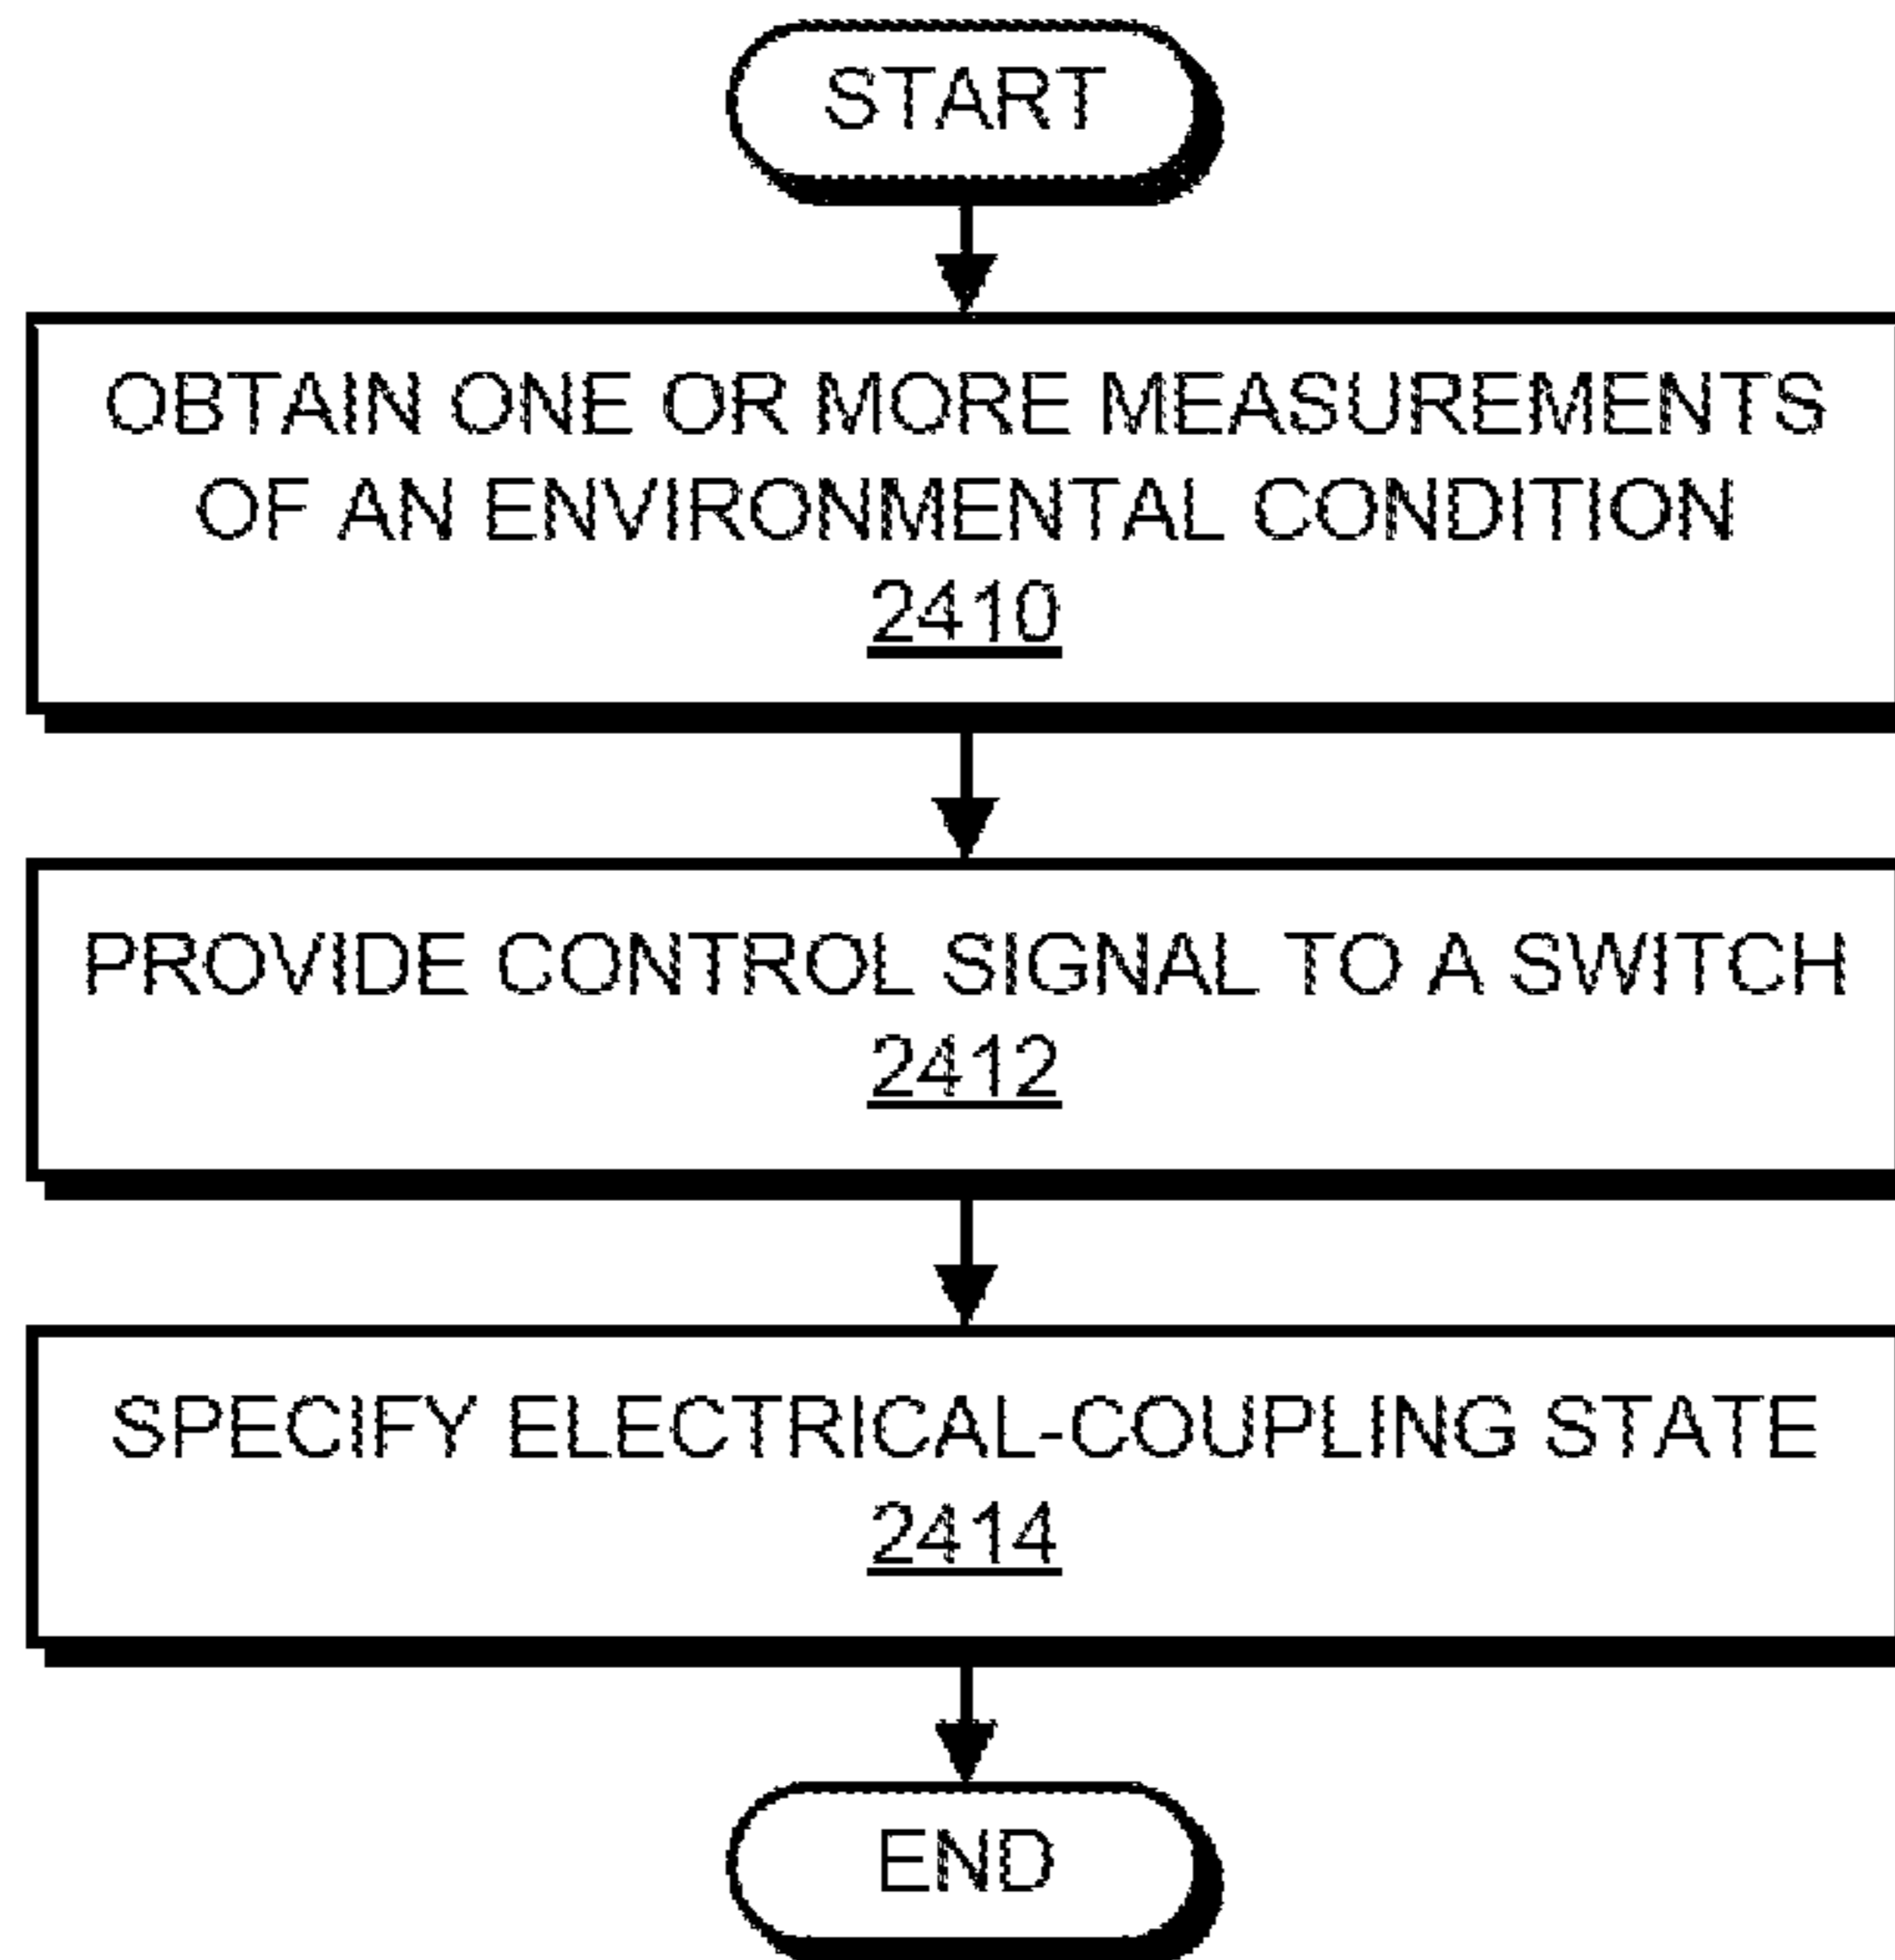 START
OBTAIN ONE OR MORE MEASUREMENTS
OF AN ENVIRONMENTAL CONDITION
2410
PROVIDE CONTROL SIGNAL TO A SWITCH
2412
SPECIFY ELECTRICAL-COUPLING STATE
2414
END